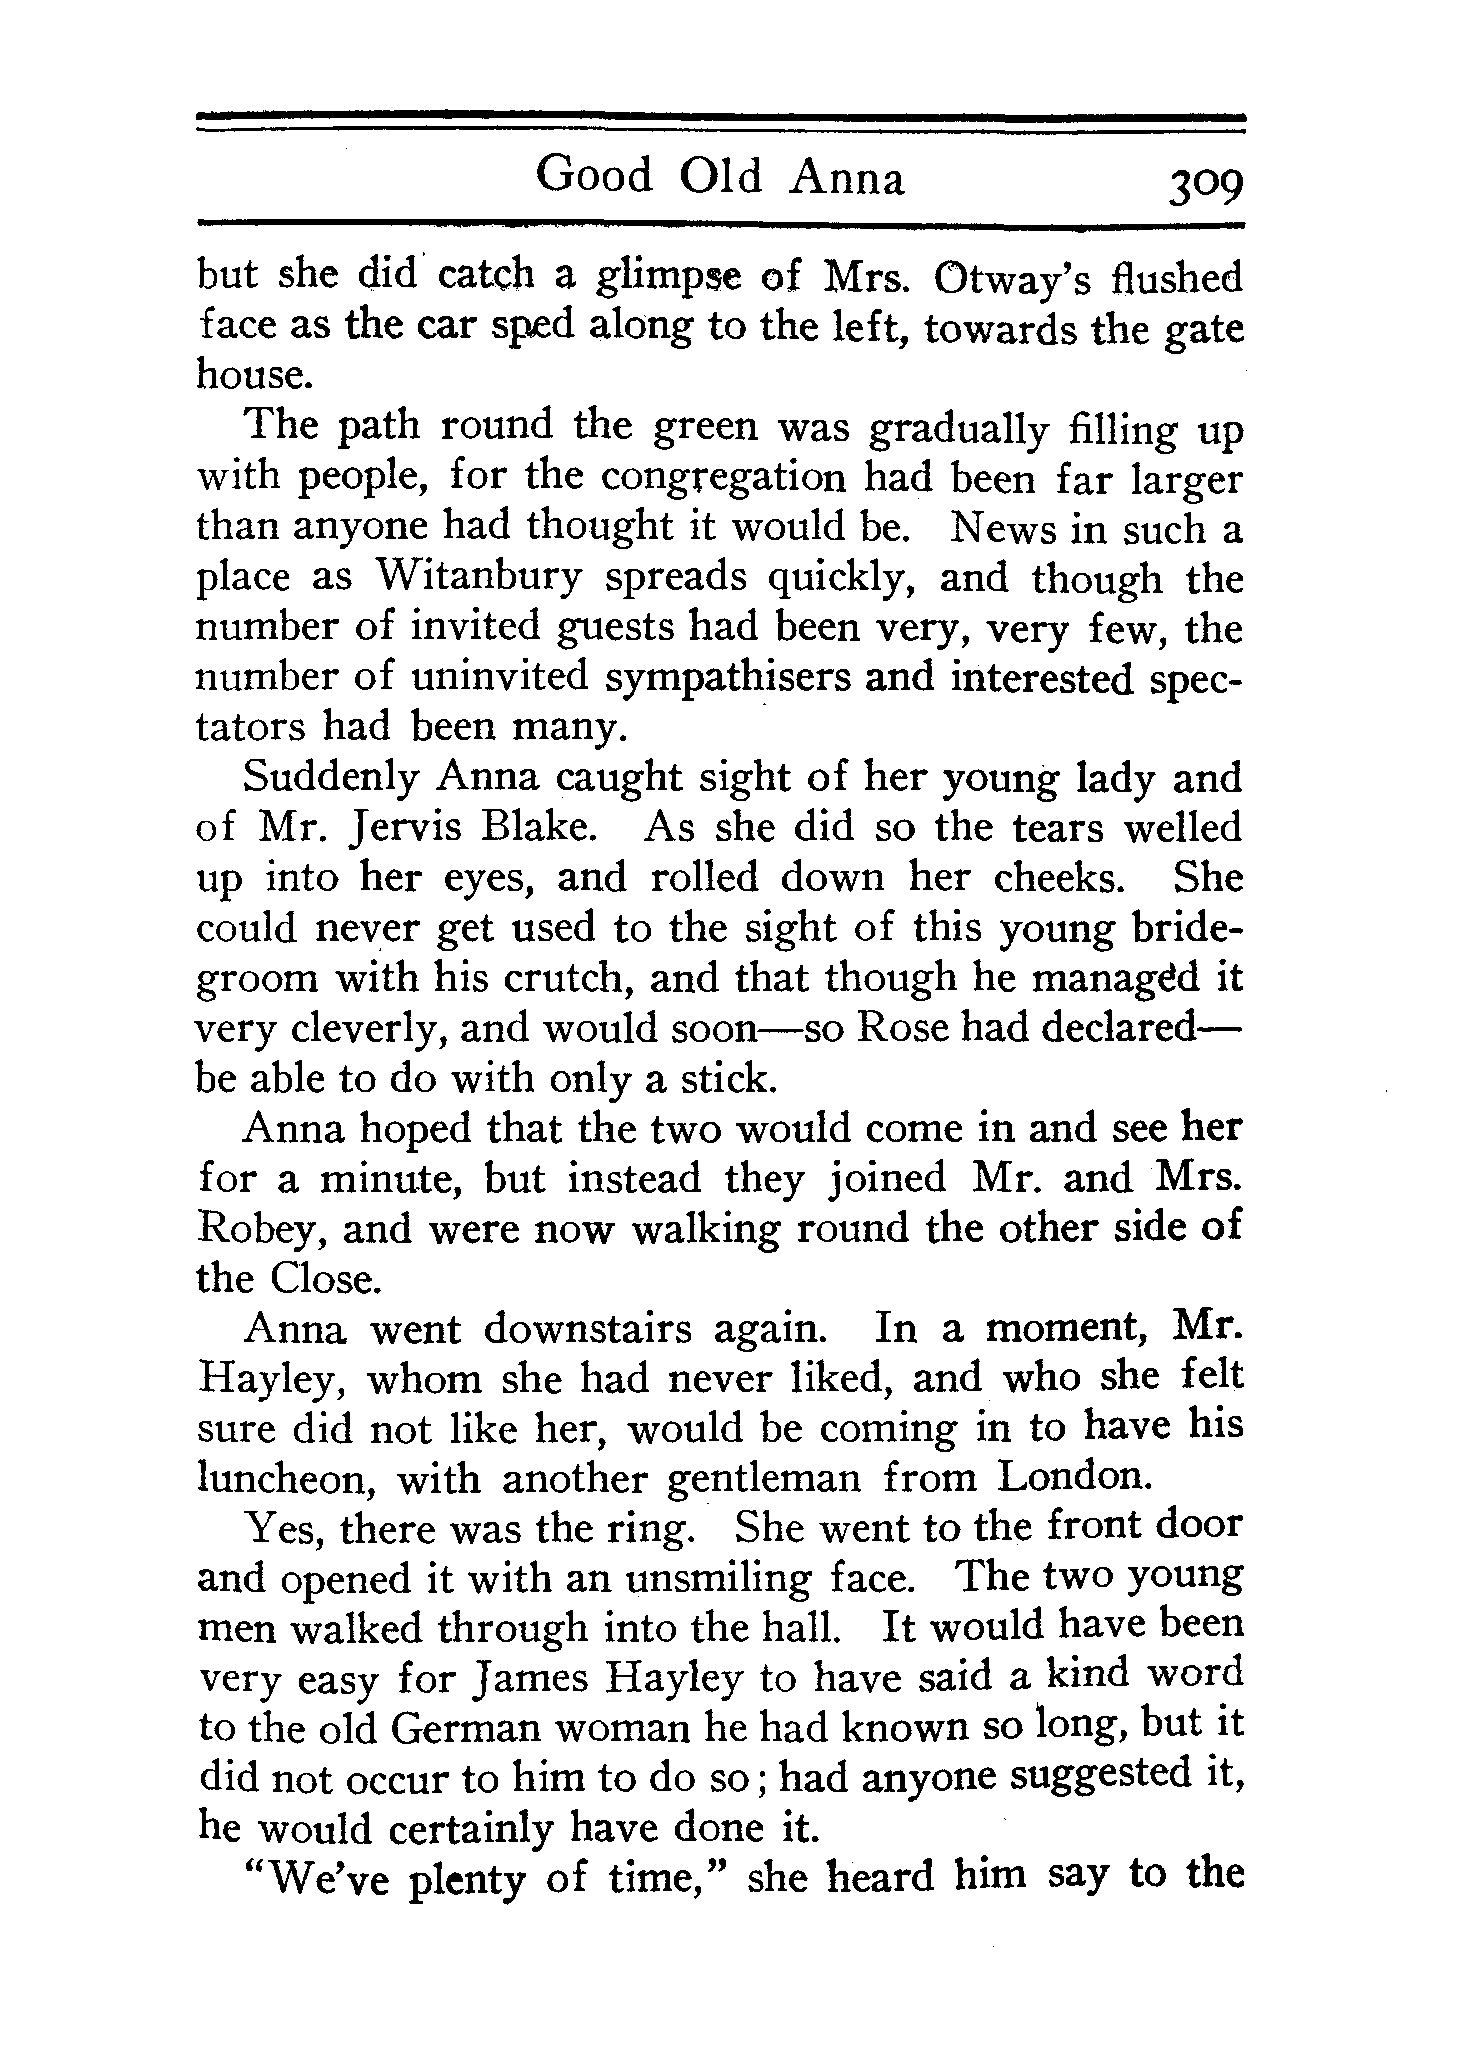 Good Old Anna 309
but she did catch a glimpse of Mrs. Otway's flushed
face as the car sped along to the left, towards the gate
house.
The path round the green was gradually filling up
with people, for the congregation had been far larger
than anyone had thought it would be. News in such a
place as Witanbury spreads quickly, and though the
number of invited guests had been very, very few, the
number of uninvited sympathisers and interested spec-
tators had been many.
Suddenly Anna caught sight of her young lady and
of Mr. Jervis Blake. As she did so the tears welled
up into her eyes, and rolled down her cheeks. She
could never get used to the sight of this young bride-
groom with his crutch, and that though he managed it
very cleverly, and would soon—so Rose had declared—
be able to do with only a stick.
Anna hoped that the two would come in and see her
for a minute, but instead they joined Mr. and Mrs.
Robey, and were now walking round the other side of
the Close.
Anna went downstairs again. In a moment, Mr.
Hayley, whom she had never liked, and who she felt
sure did not like her, would be coming in to have his
luncheon, with another gentleman from London.
Yes, there was the ring. She went to the front door
and opened it with an unsmiling face. The two young
men walked through into the hall. It would have been
very easy for James Hayley to have said a kind word
to the old German woman he had known so long, but it
did not occur to him to do so; had anyone suggested it,
he would certainly have done it.
"We've plenty of time," she heard him say to the